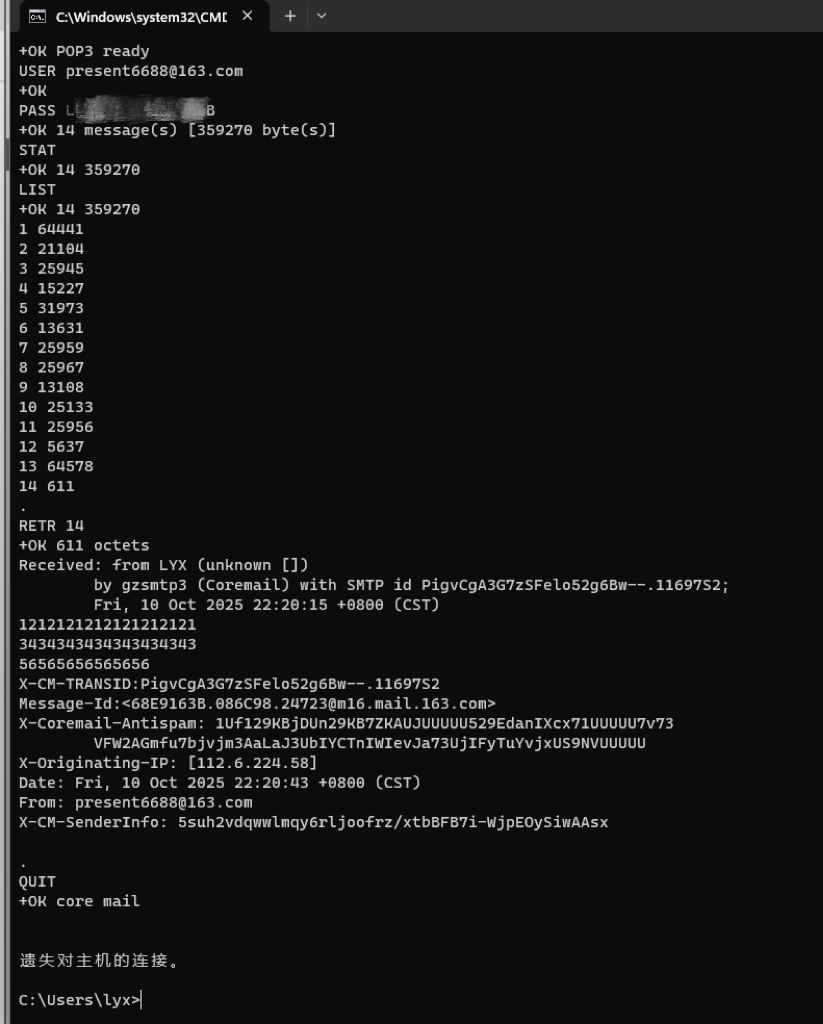 C:\Windows\system32\CMD
+OK POP3 ready
USER present6688@163.com
+OK
PASS
+OK 14 message(s) [359270 byte(s)]
STAT
+OK 14 359270
LIST
+OK 14 359270
1 64441
2 21104
3 25945
4 15227
5 31973
6 13631
7 25959
8 25967
9 13108
10 25133
11 25956
12 5637
13 64578
14 611
.
RETR 14
+OK 611 octets
Received: from LYX (unknown [])
by gzsmtp3 (Coremail) with SMTP id PigvCgA3G7zSFelo52g6Bw--.11697S2;
Fri, 10 Oct 2025 22:20:15 +0800 (CST)
1212121212121212121
3434343434343434343
56565656565656
X-CM-TRANSID:PigvCgA3G7zSFelo52g6Bw--.11697S2
Message-Id:<68E9163B.086C98.24723@m16.mail.163.com>
X-Coremail-Antispam: 1Uf129KBjDUn29KB7ZKAUJUUUUU529EdanIXcx71UUUUU7v73
VFW2AGmfu7bjvjm3AaLaJ3UbIYCTnIWIevJa73UjIFyTuYvjxUS9NVUUUUU
X-Originating-IP: [112.6.224.58]
Date: Fri, 10 Oct 2025 22:20:43 +0800 (CST)
From: present6688@163.com
X-CM-SenderInfo: 5suh2vdqwwlmqy6rljoofrz/xtbBFB7i-WjpEOySiwAAsx
.
QUIT
+OK core mail
遗失对主机的连接。
C:\Users\lyx>